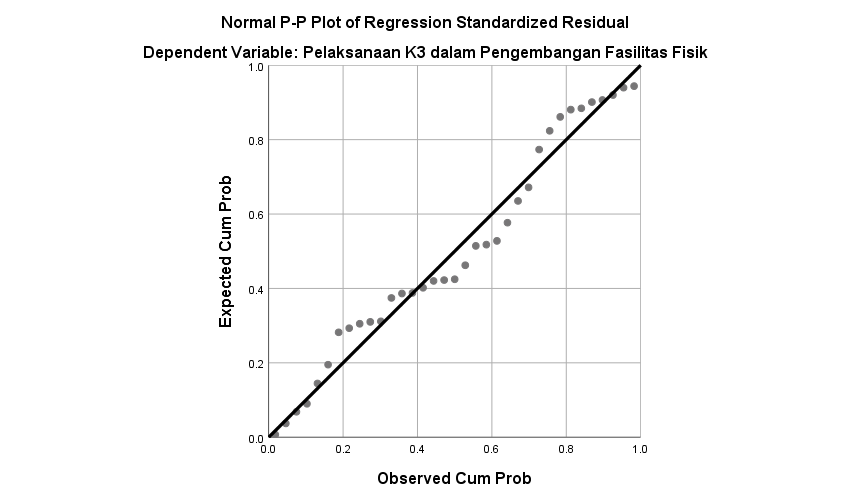 Normal P-P Plot of Regression Standardized Residual
Dependent Variable: Pelaksanaan K3 dalam Pengembangan Fasilitas Fisik
Expected Cum Prob
1.0
0.8
0.6
0.4
0.2
0.0
0.0 0.2 0.4 0.6 0.8 1.0
Observed Cum Prob